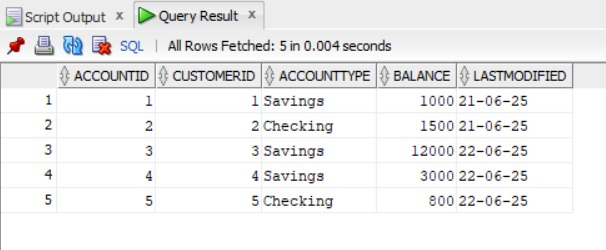 Script Output x Query Result x
SQL | All Rows Fetched: 5 in 0.004 seconds
ACCOUNTID CUSTOMERID ACCOUNTTYPE BALANCE LASTMODIFIED
1 1 1 Savings 1000 21-06-25
2 2 2 Checking 1500 21-06-25
3 3 3 Savings 12000 22-06-25
4 4 4 Savings 3000 22-06-25
5 5 5 Checking 800 22-06-25